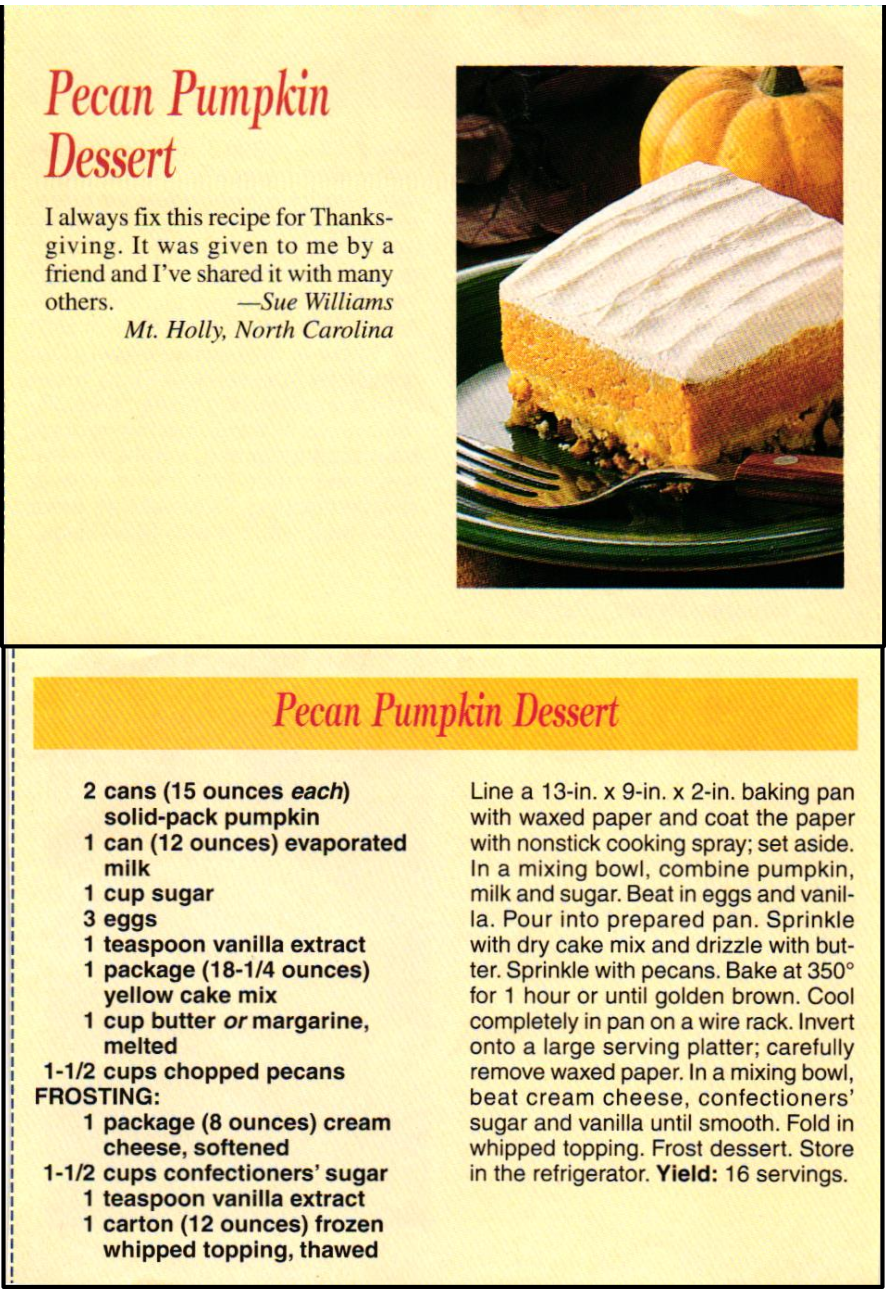 Pecan Pumpkin
Dessert
I always fix this recipe for Thanks-
giving. It was given to me by a
friend and I've shared it with many
others. —Sue Williams
Mt. Holly, North Carolina
Pecan Pumpkin Dessert
2 cans (15 ounces each)
solid-pack pumpkin
1 can (12 ounces) evaporated
milk
1 cup sugar
3 eggs
1 teaspoon vanilla extract
1 package (18-1/4 ounces)
yellow cake mix
1 cup butter or margarine,
melted
1-1/2 cups chopped pecans
FROSTING:
1 package (8 ounces) cream
cheese, softened
1-1/2 cups confectioners' sugar
1 teaspoon vanilla extract
1 carton (12 ounces) frozen
whipped topping, thawed
Line a 13-in. x 9-in. x 2-in. baking pan
with waxed paper and coat the paper
with nonstick cooking spray; set aside.
In a mixing bowl, combine pumpkin,
milk and sugar. Beat in eggs and vanil-
la. Pour into prepared pan. Sprinkle
with dry cake mix and drizzle with but-
ter. Sprinkle with pecans. Bake at 350°
for 1 hour or until golden brown. Cool
completely in pan on a wire rack. Invert
onto a large serving platter; carefully
remove waxed paper. In a mixing bowl,
beat cream cheese, confectioners'
sugar and vanilla until smooth. Fold in
whipped topping. Frost dessert. Store
in the refrigerator. Yield: 16 servings.